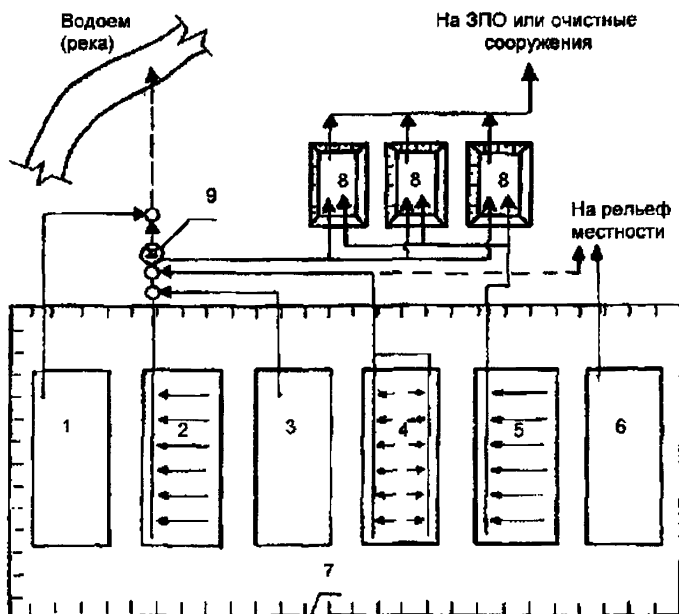 Водоем
(река)
На ЗПО или очистные
сооружения
8
8
8
9
На рельеф
местности
1
2
3
4
5
6
7